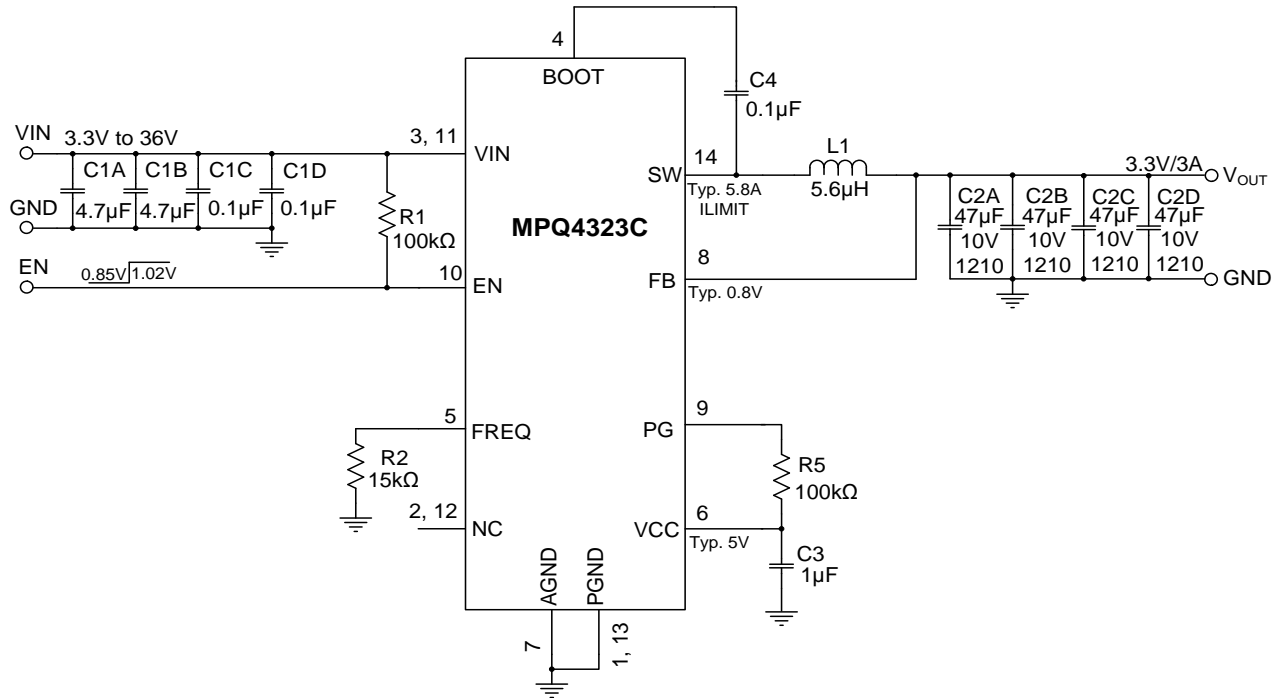 4
BOOT
C4
0.1µF
VIN
3.3V to 36V
3, 11
VIN
C1A
C1B
C1C
C1D
4.7µF
4.7µF
0.1µF
0.1µF
GND
R1
100kΩ
EN
0.85V
1.02V
10
EN
MPQ4323C
14
SW
Typ. 5.8A
ILIMIT
L1
5.6µH
3.3V/3A
VOUT
C2A
47µF
10V
1210
C2B
47µF
10V
1210
C2C
47µF
10V
1210
C2D
47µF
10V
1210
GND
8
FB
Typ. 0.8V
5
FREQ
R2
15kΩ
2, 12
NC
9
PG
R5
100kΩ
6
VCC
Typ. 5V
C3
1µF
AGND
PGND
7
1, 13